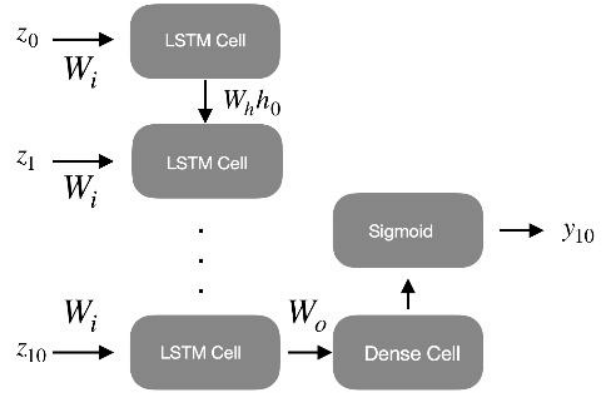 z₀ Wᵢ LSTM Cell
Wₕh₀
z₁ Wᵢ LSTM Cell
Sigmoid y₁₀
z₁₀ Wᵢ LSTM Cell Wₒ Dense Cell